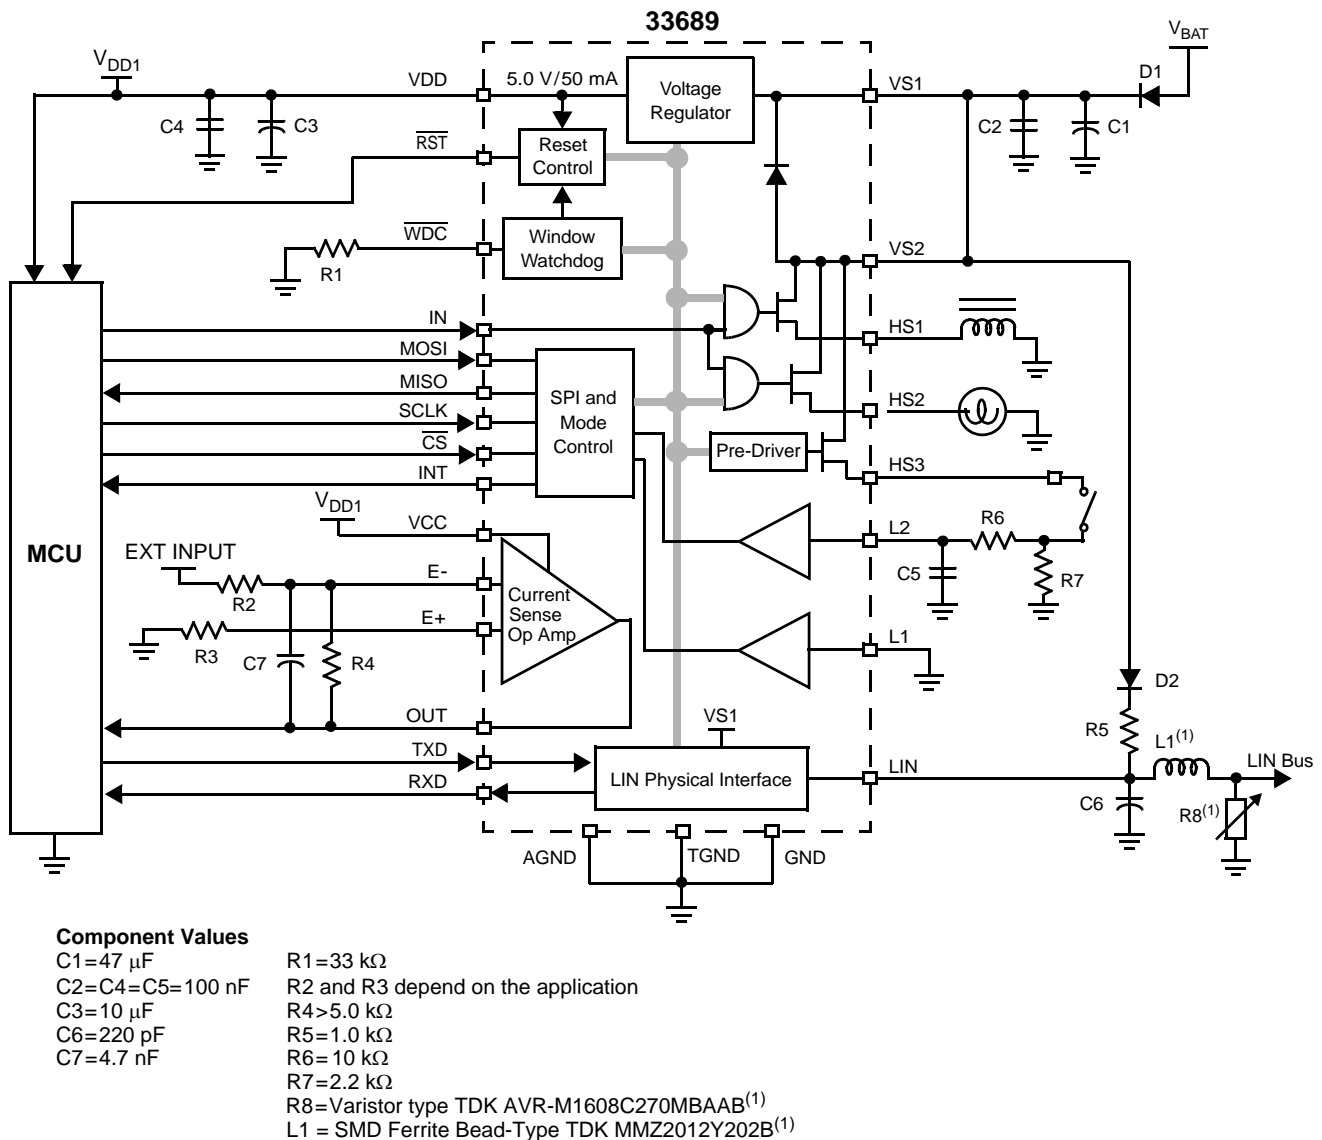 33689
V_BAT
V_DD1
VDD
5.0 V/50 mA
Voltage
Regulator
VS1
D1
C4
C3
C2
C1
RST
Reset
Control
WDC
R1
Window
Watchdog
VS2
IN
HS1
MOSI
MISO
SCLK
CS
INT
SPI and
Mode
Control
HS2
Pre-Driver
HS3
V_DD1
VCC
L2
R6
MCU
EXT INPUT
E-
R2
Current
Sense
Op Amp
C5
R7
E+
R3
C7
R4
L1
D2
OUT
VS1
R5
L1(1)
TXD
LIN Physical Interface
LIN
LIN Bus
RXD
C6
R8(1)
AGND
TGND
GND
Component Values
C1=47 μF
C2=C4=C5=100 nF
C3=10 μF
C6=220 pF
C7=4.7 nF
R1=33 kΩ
R2 and R3 depend on the application
R4>5.0 kΩ
R5=1.0 kΩ
R6=10 kΩ
R7=2.2 kΩ
R8=Varistor type TDK AVR-M1608C270MBAAB(1)
L1 = SMD Ferrite Bead-Type TDK MMZ2012Y202B(1)